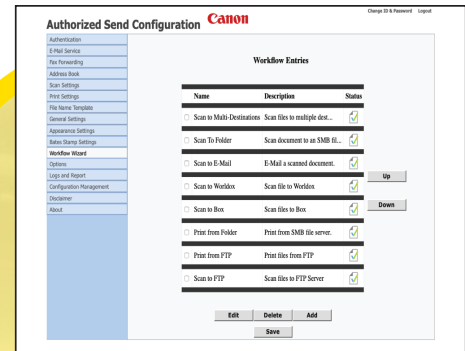 Change ID & Password Logout
Authorized Send Configuration Canon
Authentication
E-Mail Service
Fax Forwarding
Address Book
Scan Settings
Print Settings
File Name Template
General Settings
Appearance Settings
Bates Stamp Settings
Workflow Wizard
Options
Logs and Report
Configuration Management
Disclaimer
About
Workflow Entries
Name Description Status
Scan to Multi-Destinations Scan files to multiple dest...
Scan To Folder Scan document to an SMB fil...
Scan to E-Mail E-Mail a scanned document.
Scan to Worldox Scan file to Worldox
Scan to Box Scan files to Box
Print from Folder Print from SMB file server.
Print from FTP Print files from FTP
Scan to FTP Scan files to FTP Server
Up
Down
Edit Delete Add
Save